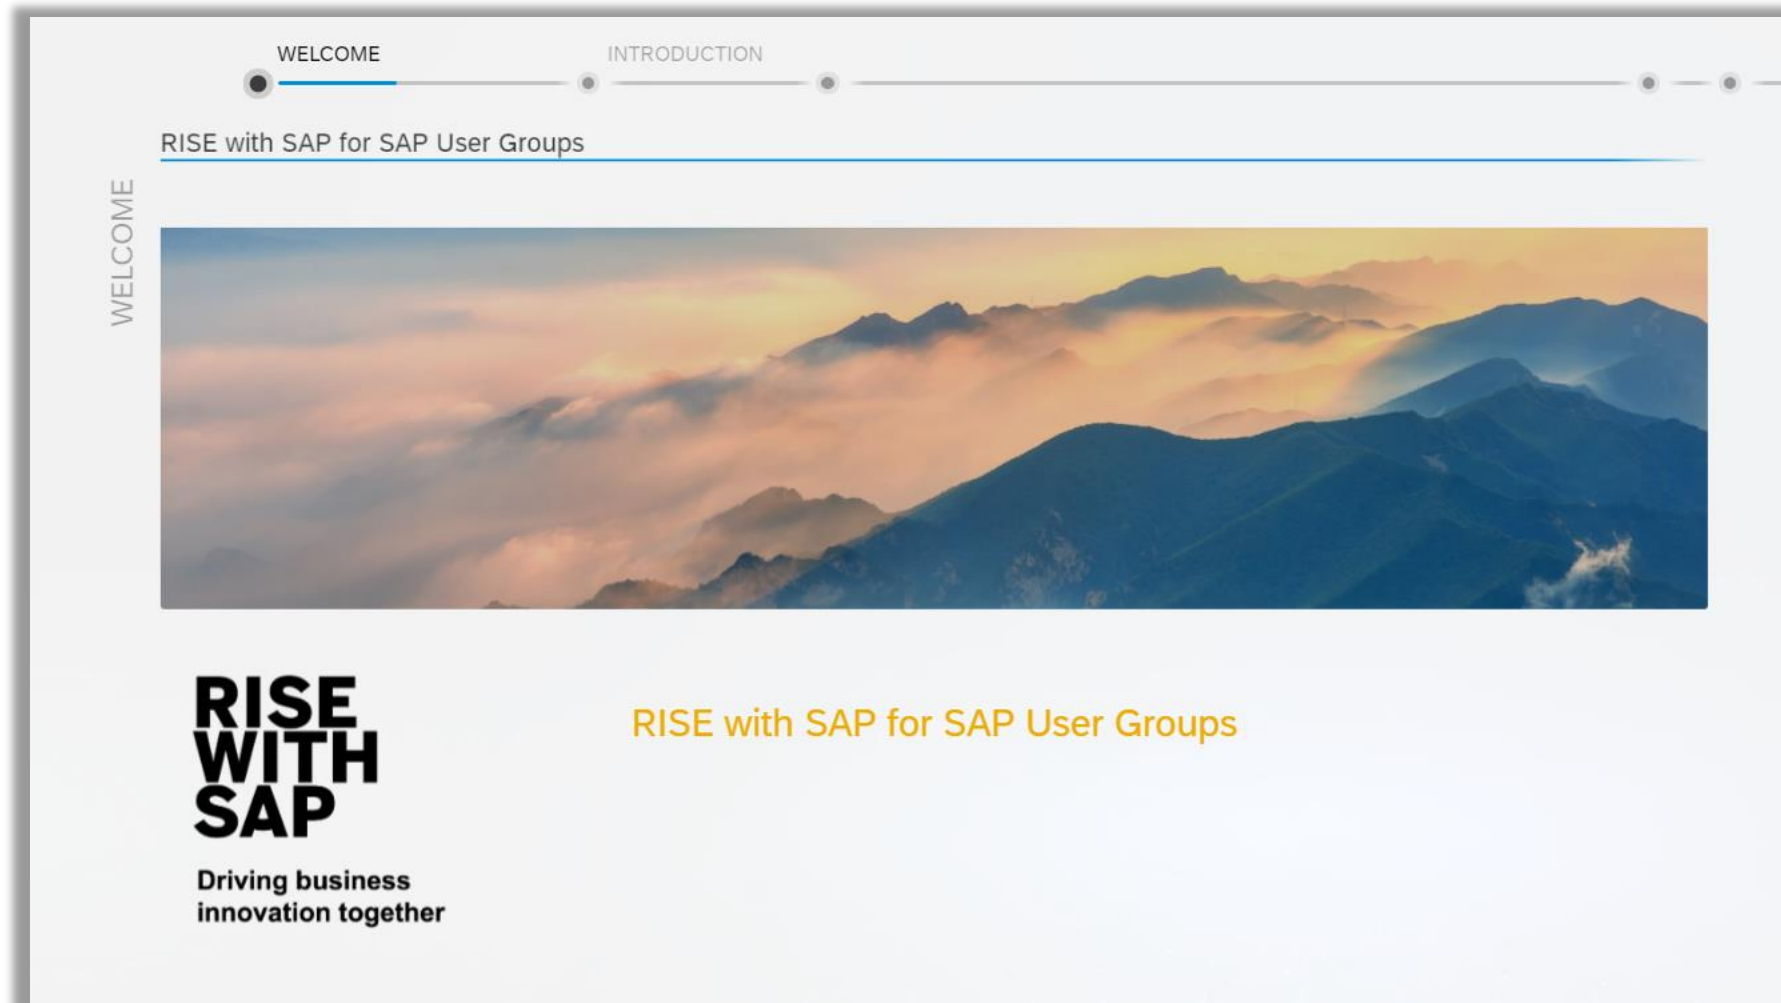 WELCOME
INTRODUCTION
RISE with SAP for SAP User Groups
WELCOME
RISE
WITH
SAP
Driving business
innovation together
RISE with SAP for SAP User Groups